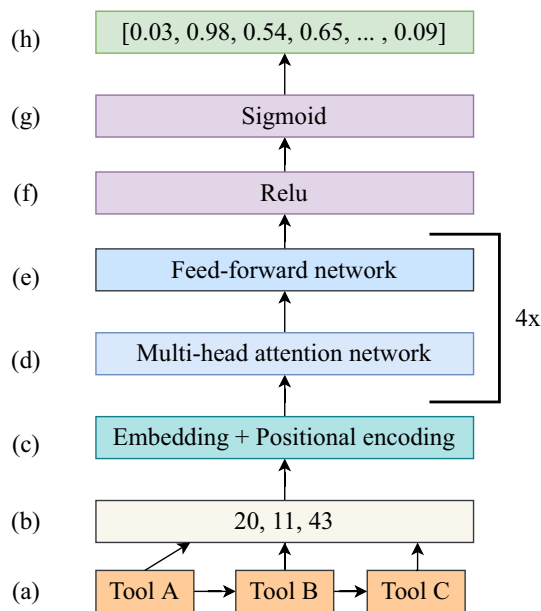 (h) [0.03, 0.98, 0.54, 0.65, ... , 0.09]
(g) Sigmoid
(f) Relu
(e) Feed-forward network
4x
(d) Multi-head attention network
(c) Embedding + Positional encoding
(b) 20, 11, 43
(a) Tool A Tool B Tool C